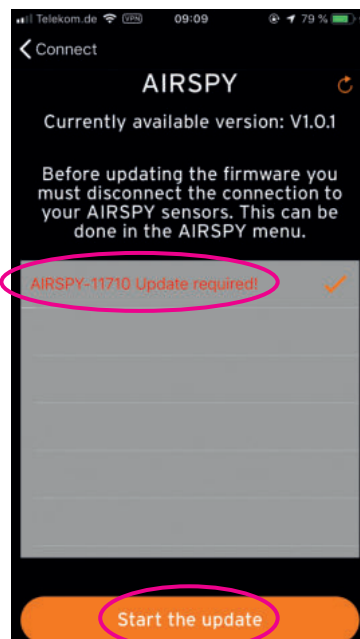 Telekom.de VPN 09:09 79 %
Connect
AIRSPY
Currently available version: V1.0.1
Before updating the firmware you
must disconnect the connection to
your AIRSPY sensors. This can be
done in the AIRSPY menu.
AIRSPY-11710 Update required!
Start the update